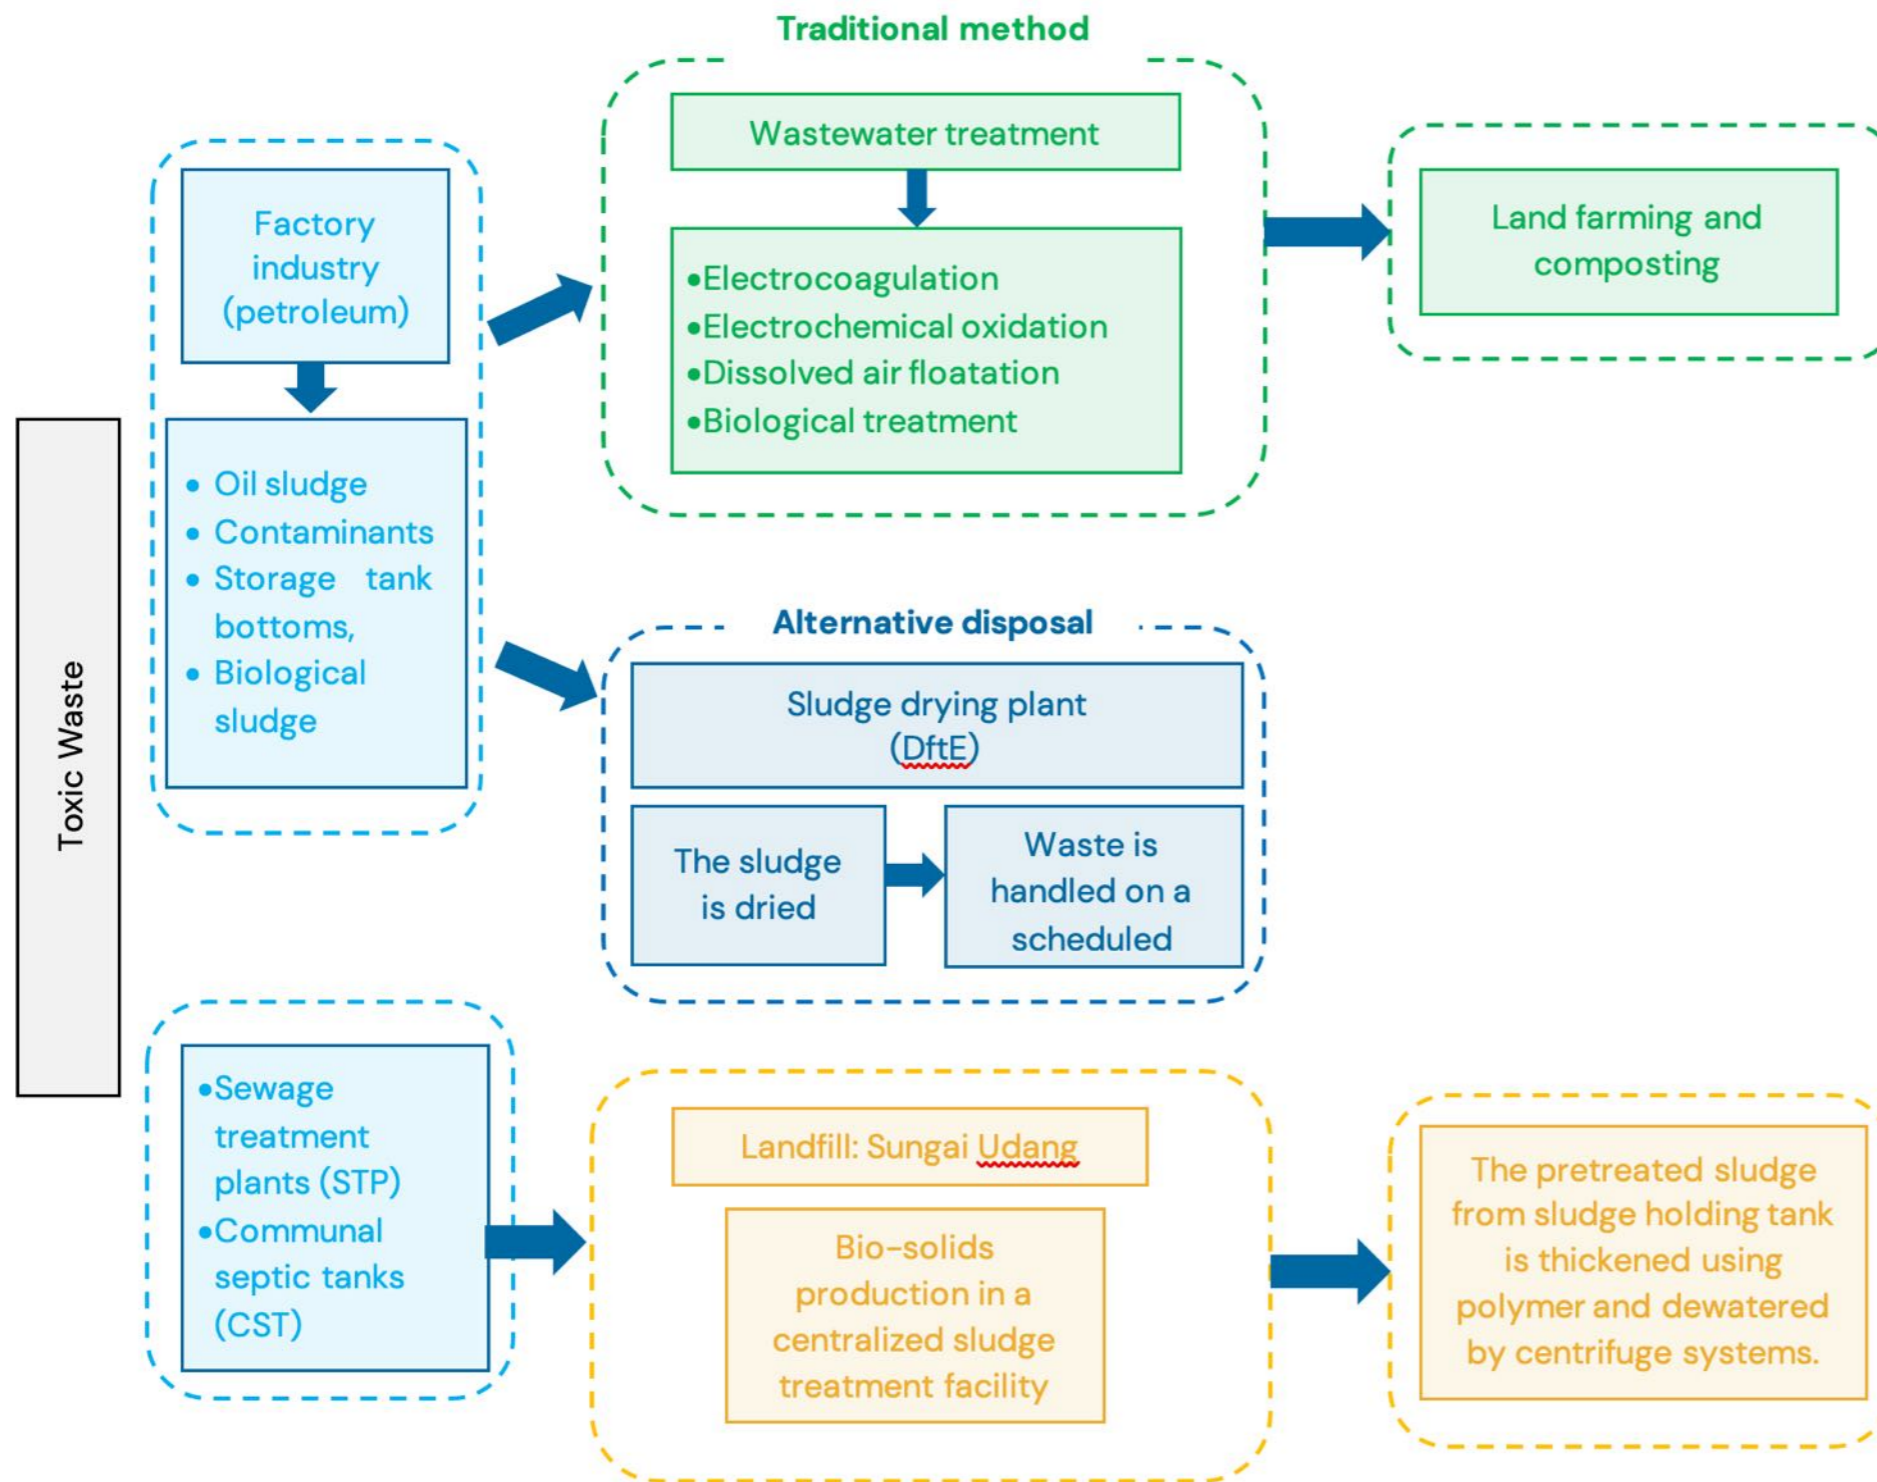 Traditional method
Wastewater treatment
•Electrocoagulation
•Electrochemical oxidation
•Dissolved air floatation
•Biological treatment
Land farming and
composting
Factory
industry
(petroleum)
• Oil sludge
• Contaminants
• Storage tank
bottoms,
• Biological
sludge
Toxic Waste
Alternative disposal
Sludge drying plant
(DftE)
The sludge
is dried
Waste is
handled on a
scheduled
•Sewage
treatment
plants (STP)
•Communal
septic tanks
(CST)
Landfill: Sungai Udang
Bio-solids
production in a
centralized sludge
treatment facility
The pretreated sludge
from sludge holding tank
is thickened using
polymer and dewatered
by centrifuge systems.